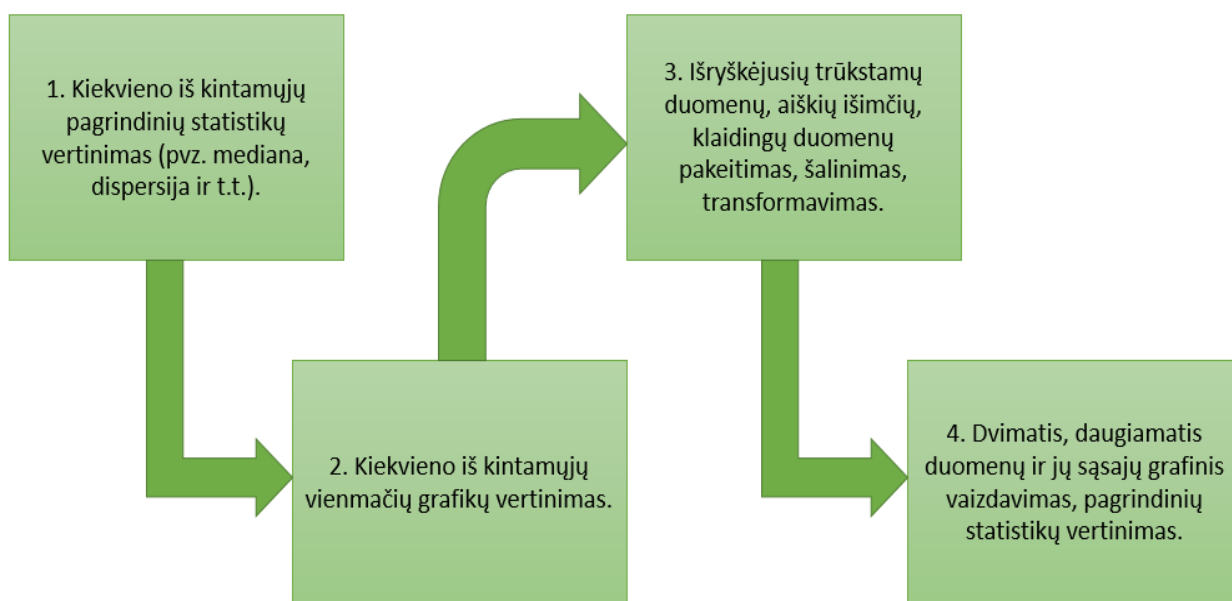 1. Kiekvieno iš kintamųjų
pagrindinių statistikų
vertinimas (pvz. mediana,
dispersija ir t.t.).
2. Kiekvieno iš kintamųjų
vienmačių grafikų vertinimas.
3. Išryškėjusių trūkstamų
duomenų, aiškių išimčių,
klaidingų duomenų
pakeitimas, šalinimas,
transformavimas.
4. Dvimatis, daugiamatis
duomenų ir jų sąsajų grafinis
vaizdavimas, pagrindinių
statistikų vertinimas.